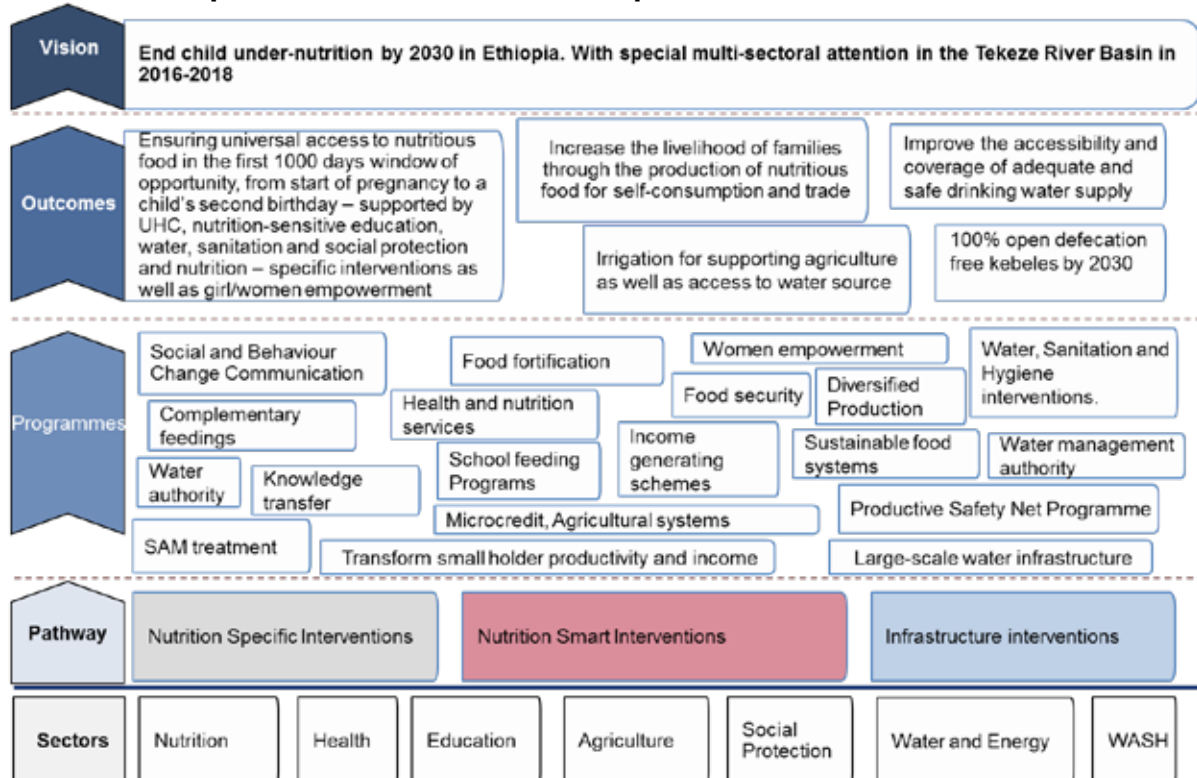 Vision
End child under-nutrition by 2030 in Ethiopia. With special multi-sectoral attention in the Tekeze River Basin in
2016-2018
Outcomes
Ensuring universal access to nutritious
food in the first 1000 days window of
opportunity, from start of pregnancy to a
child's second birthday – supported by
UHC, nutrition-sensitive education,
water, sanitation and social protection
and nutrition – specific interventions as
well as girl/women empowerment
Increase the livelihood of families
through the production of nutritious
food for self-consumption and trade
Improve the accessibility and
coverage of adequate and
safe drinking water supply
Irrigation for supporting agriculture
as well as access to water source
100% open defecation
free kebeles by 2030
Programmes
Social and Behaviour
Change Communication
Food fortification
Women empowerment
Water, Sanitation and
Hygiene
interventions.
Complementary
feedings
Health and nutrition
services
Food security
Diversified
Production
Water
authority
Knowledge
transfer
School feeding
Programs
Income
generating
schemes
Sustainable food
systems
Water management
authority
Microcredit, Agricultural systems
Productive Safety Net Programme
SAM treatment
Transform small holder productivity and income
Large-scale water infrastructure
Pathway
Nutrition Specific Interventions
Nutrition Smart Interventions
Infrastructure interventions
Sectors
Nutrition
Health
Education
Agriculture
Social
Protection
Water and Energy
WASH